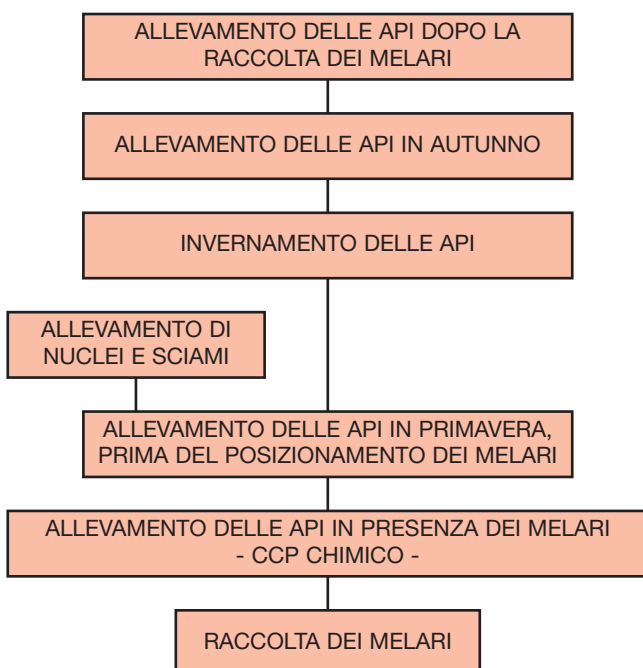 ALLEVAMENTO DELLE API DOPO LA
RACCOLTA DEI MELARI
ALLEVAMENTO DELLE API IN AUTUNNO
INVERNAMENTO DELLE API
ALLEVAMENTO DI
NUCLEI E SCIAMI
ALLEVAMENTO DELLE API IN PRIMAVERA,
PRIMA DEL POSIZIONAMENTO DEI MELARI
ALLEVAMENTO DELLE API IN PRESENZA DEI MELARI
- CCP CHIMICO -
RACCOLTA DEI MELARI